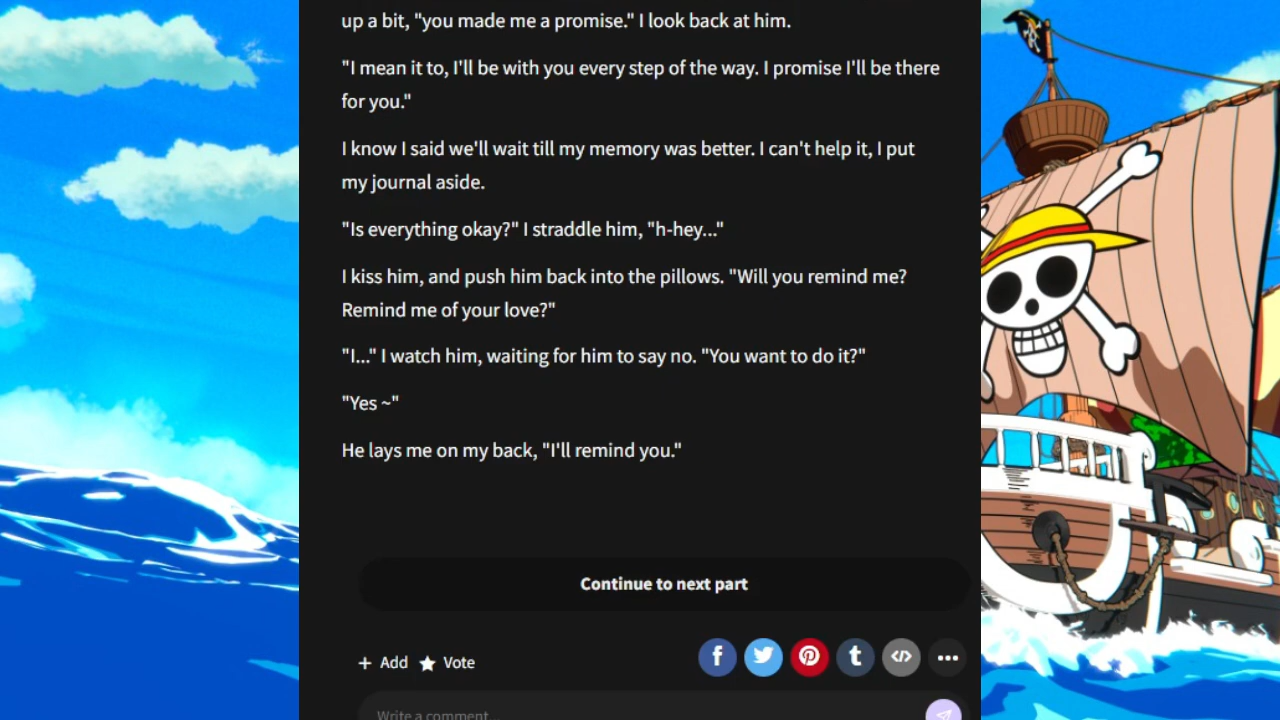 up a bit, "you made me a promise." I look back at him.
"I mean it to, I'll be with you every step of the way. I promise I'll be there
for you."
I know I said we'll wait till my memory was better. I can't help it, I put
my journal aside.
"Is everything okay?" I straddle him, "h-hey..."
I kiss him, and push him back into the pillows. "Will you remind me?
Remind me of your love?"
"I..." I watch him, waiting for him to say no. "You want to do it?"
"Yes ~"
He lays me on my back, "I'll remind you."
Continue to next part
+ Add ★ Vote
Write a comment...